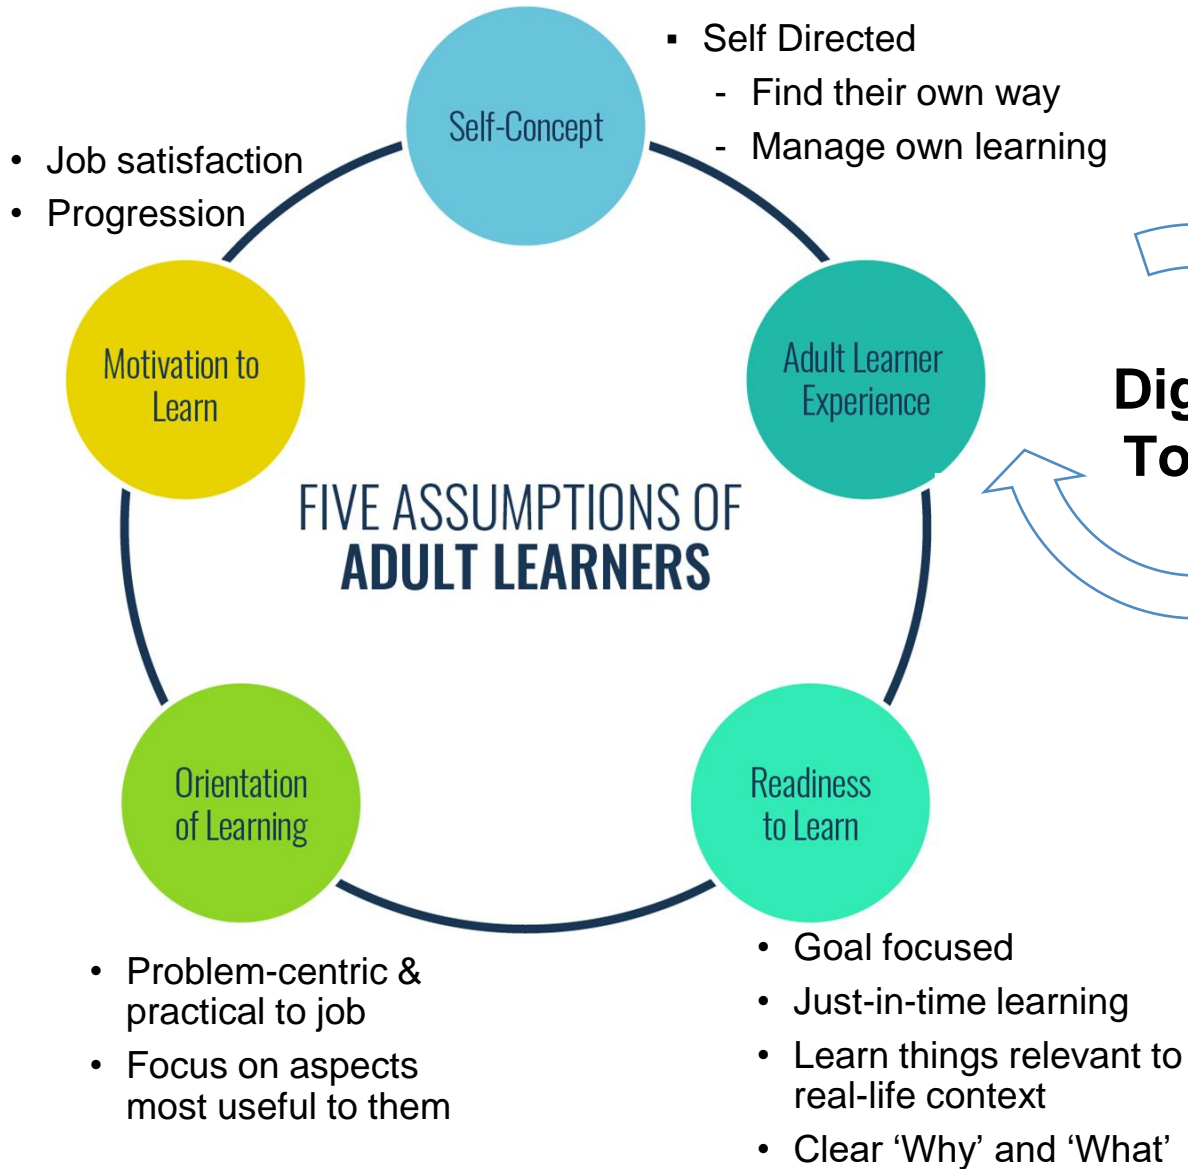 ▪ Self Directed
- Find their own way
- Manage own learning
Self-Concept
• Job satisfaction
• Progression
Motivation to
Learn
Adult Learner
Experience
FIVE ASSUMPTIONS OF
ADULT LEARNERS
Orientation
of Learning
Readiness
to Learn
• Problem-centric &
practical to job
• Focus on aspects
most useful to them
• Goal focused
• Just-in-time learning
• Learn things relevant to
real-life context
• Clear ‘Why’ and ‘What’